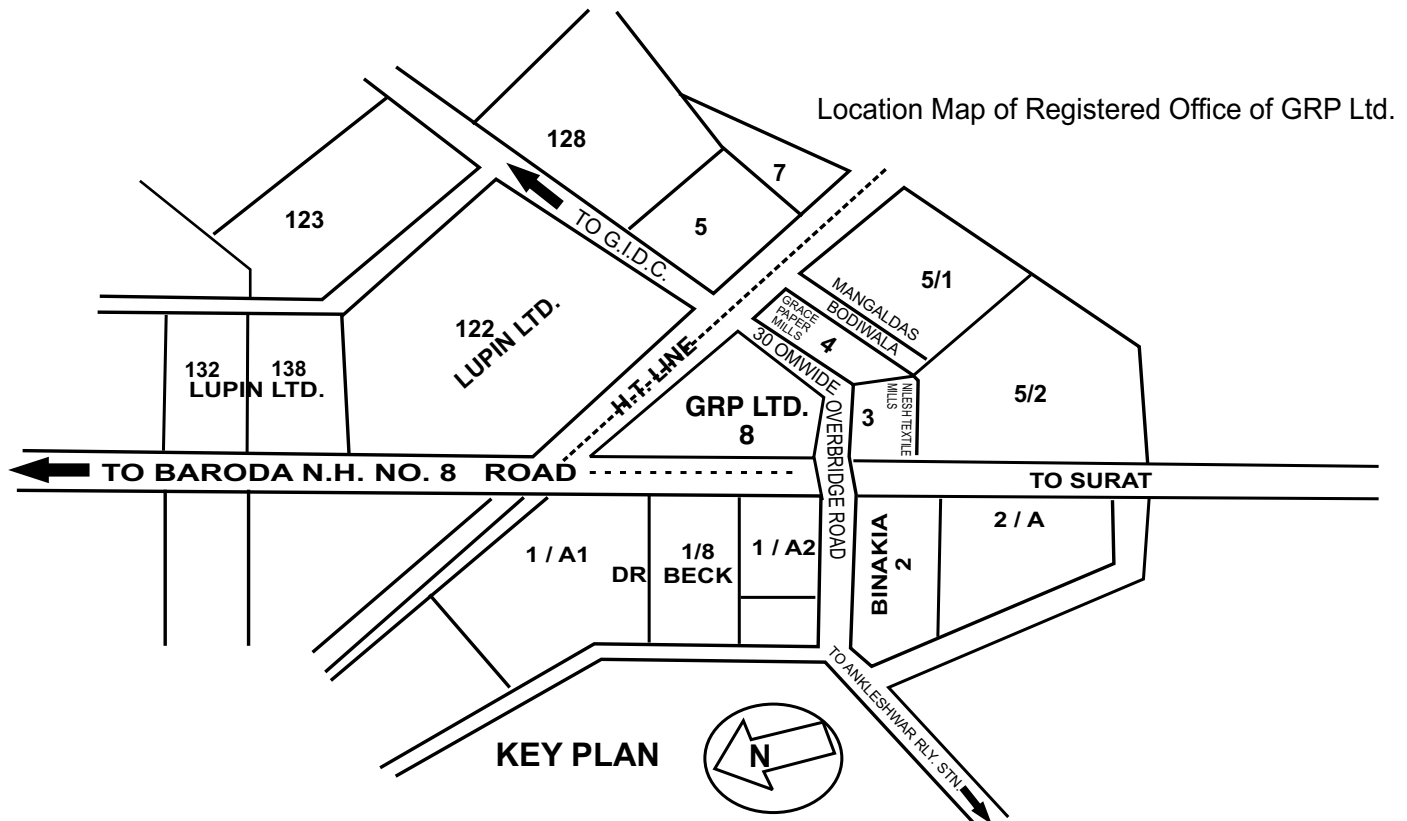 Location Map of Registered Office of GRP Ltd.
128
7
123
5
TO G.I.D.C.
5/1
MANGALDAS
BODIWALA
GRACE
PAPER
MILLS
4
122
LUPIN LTD.
30 OMWIDE
H.T. LINE
132
138
LUPIN LTD.
GRP LTD.
8
3
NILESH TEXTILE
MILLS
5/2
OVERBRIDGE ROAD
TO BARODA N.H. NO. 8 ROAD
TO SURAT
1 / A1
DR
1/8
BECK
1 / A2
BINAKIA
2
2 / A
TO ANKLESHWAR RLY. STN.
KEY PLAN
N